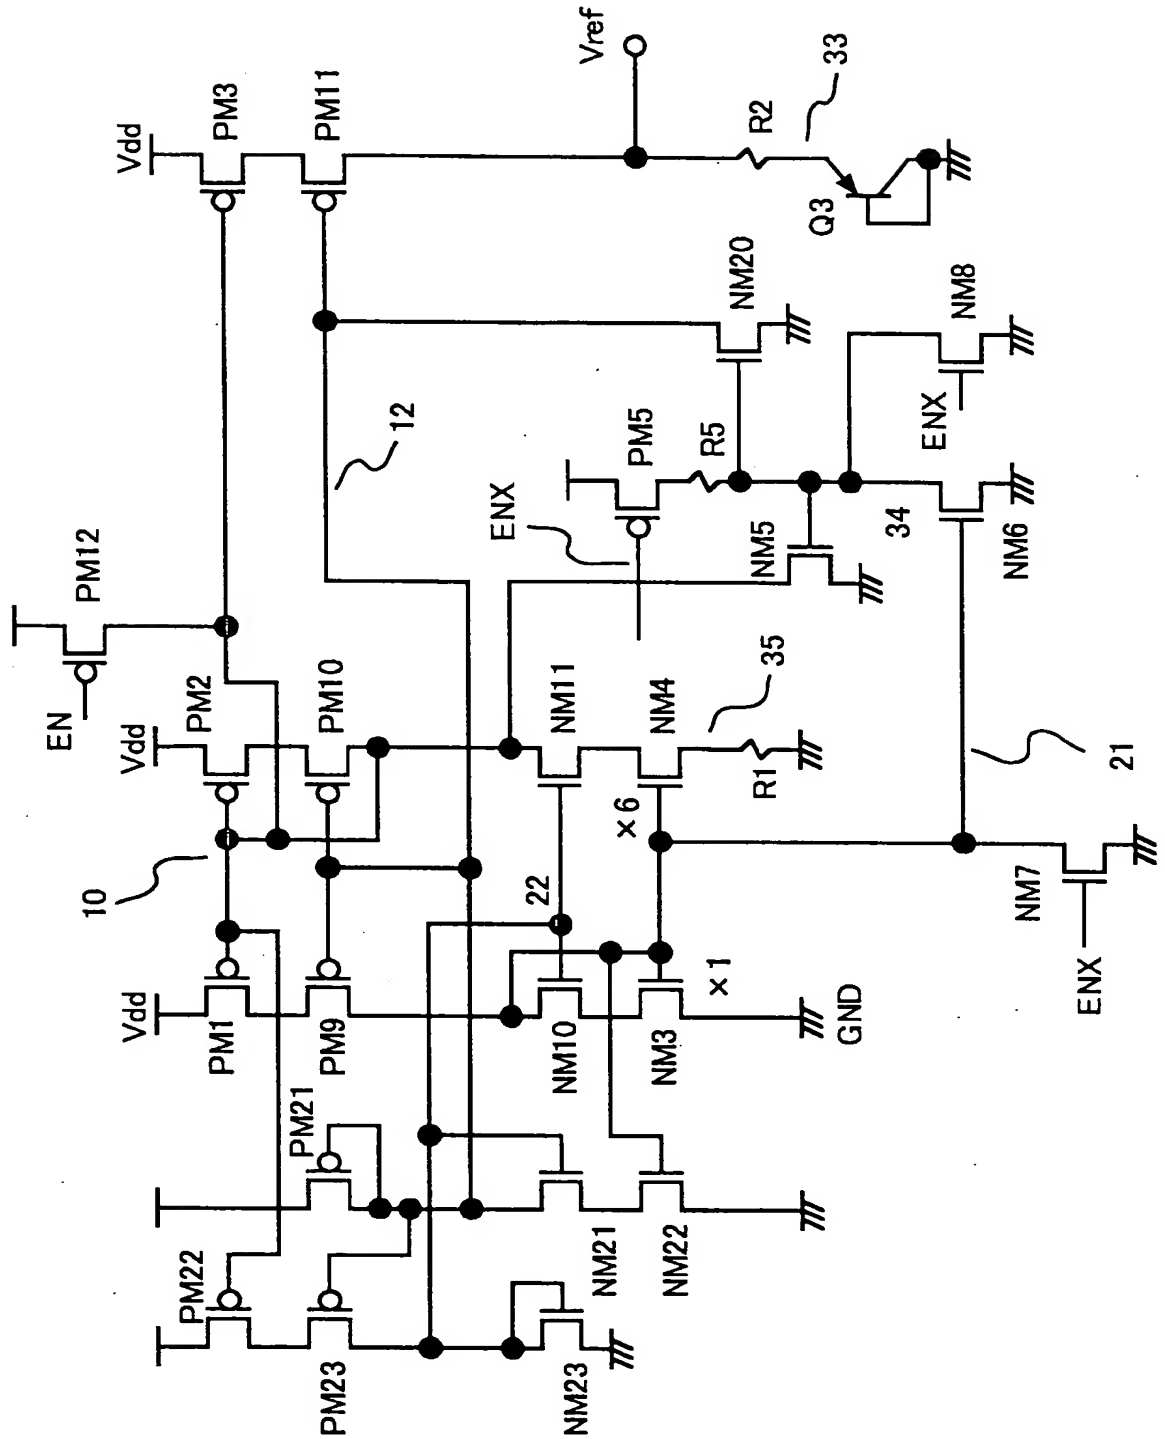 Vdd
PM3
PM11
Vref
R2
33
Q3
NM20
NM8
ENX
12
PM5
R5
ENX
NM5
34
NM6
PM12
EN
PM2
Vdd
PM10
NM11
NM4
35
R1
×6
21
10
22
NM7
ENX
Vdd
PM1
PM9
NM10
NM3
×1
GND
PM21
NM21
NM22
PM22
PM23
NM23